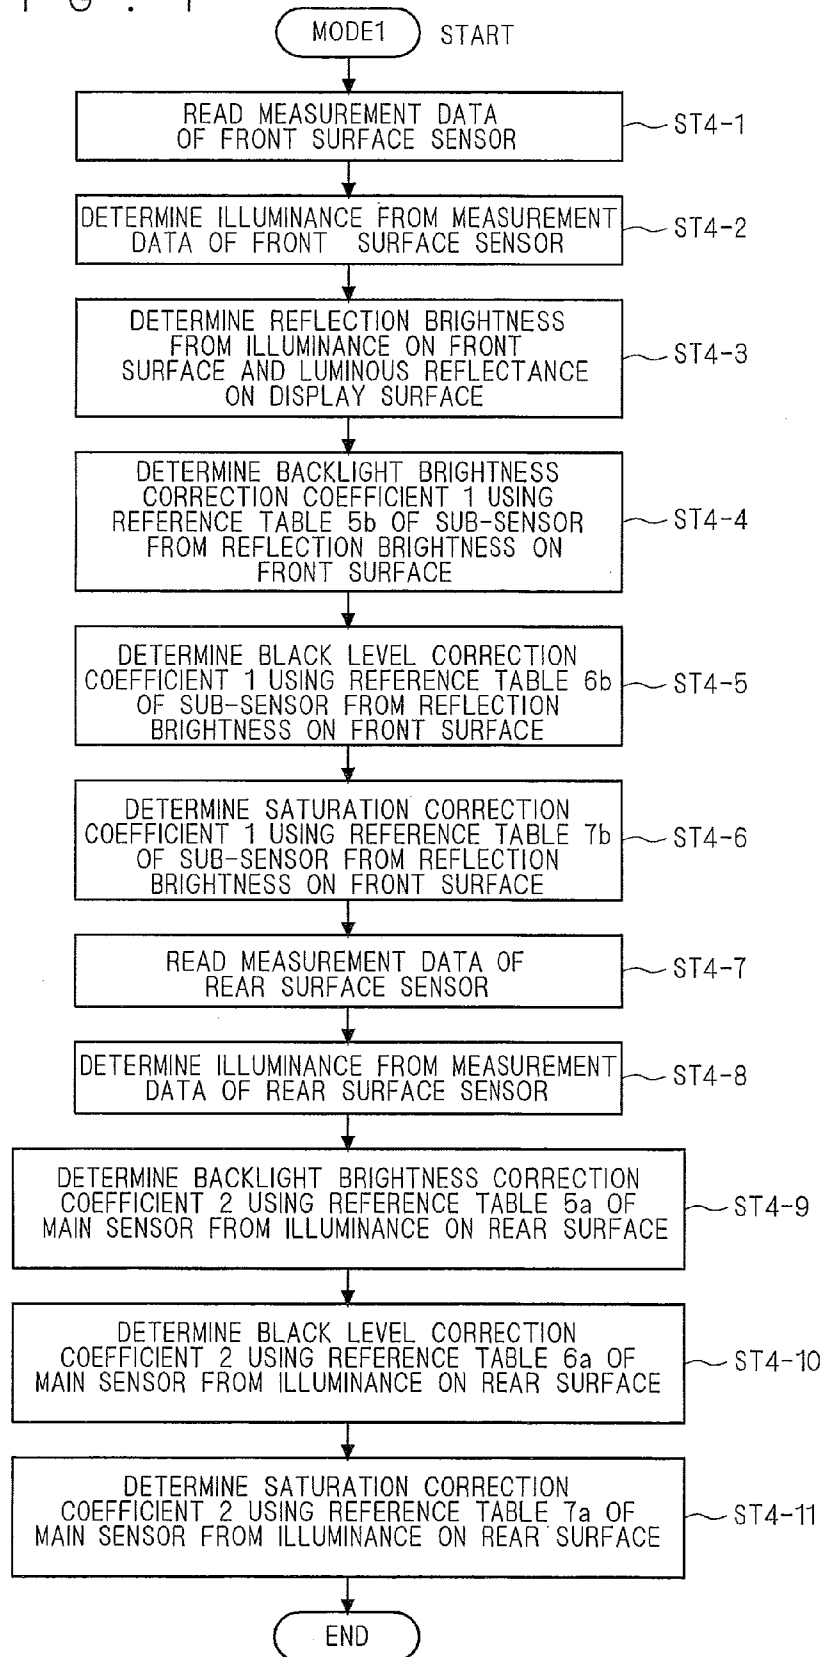 MODE1 START
READ MEASUREMENT DATA
OF FRONT SURFACE SENSOR
ST4-1
DETERMINE ILLUMINANCE FROM MEASUREMENT
DATA OF FRONT SURFACE SENSOR
ST4-2
DETERMINE REFLECTION BRIGHTNESS
FROM ILLUMINANCE ON FRONT
SURFACE AND LUMINOUS REFLECTANCE
ON DISPLAY SURFACE
ST4-3
DETERMINE BACKLIGHT BRIGHTNESS
CORRECTION COEFFICIENT 1 USING
REFERENCE TABLE 5b OF SUB-SENSOR
FROM REFLECTION BRIGHTNESS ON
FRONT SURFACE
ST4-4
DETERMINE BLACK LEVEL CORRECTION
COEFFICIENT 1 USING REFERENCE TABLE 6b
OF SUB-SENSOR FROM REFLECTION
BRIGHTNESS ON FRONT SURFACE
ST4-5
DETERMINE SATURATION CORRECTION
COEFFICIENT 1 USING REFERENCE TABLE 7b
OF SUB-SENSOR FROM REFLECTION
BRIGHTNESS ON FRONT SURFACE
ST4-6
READ MEASUREMENT DATA OF
REAR SURFACE SENSOR
ST4-7
DETERMINE ILLUMINANCE FROM MEASUREMENT
DATA OF REAR SURFACE SENSOR
ST4-8
DETERMINE BACKLIGHT BRIGHTNESS CORRECTION
COEFFICIENT 2 USING REFERENCE TABLE 5a OF
MAIN SENSOR FROM ILLUMINANCE ON REAR SURFACE
ST4-9
DETERMINE BLACK LEVEL CORRECTION
COEFFICIENT 2 USING REFERENCE TABLE 6a OF
MAIN SENSOR FROM ILLUMINANCE ON REAR SURFACE
ST4-10
DETERMINE SATURATION CORRECTION
COEFFICIENT 2 USING REFERENCE TABLE 7a OF
MAIN SENSOR FROM ILLUMINANCE ON REAR SURFACE
ST4-11
END